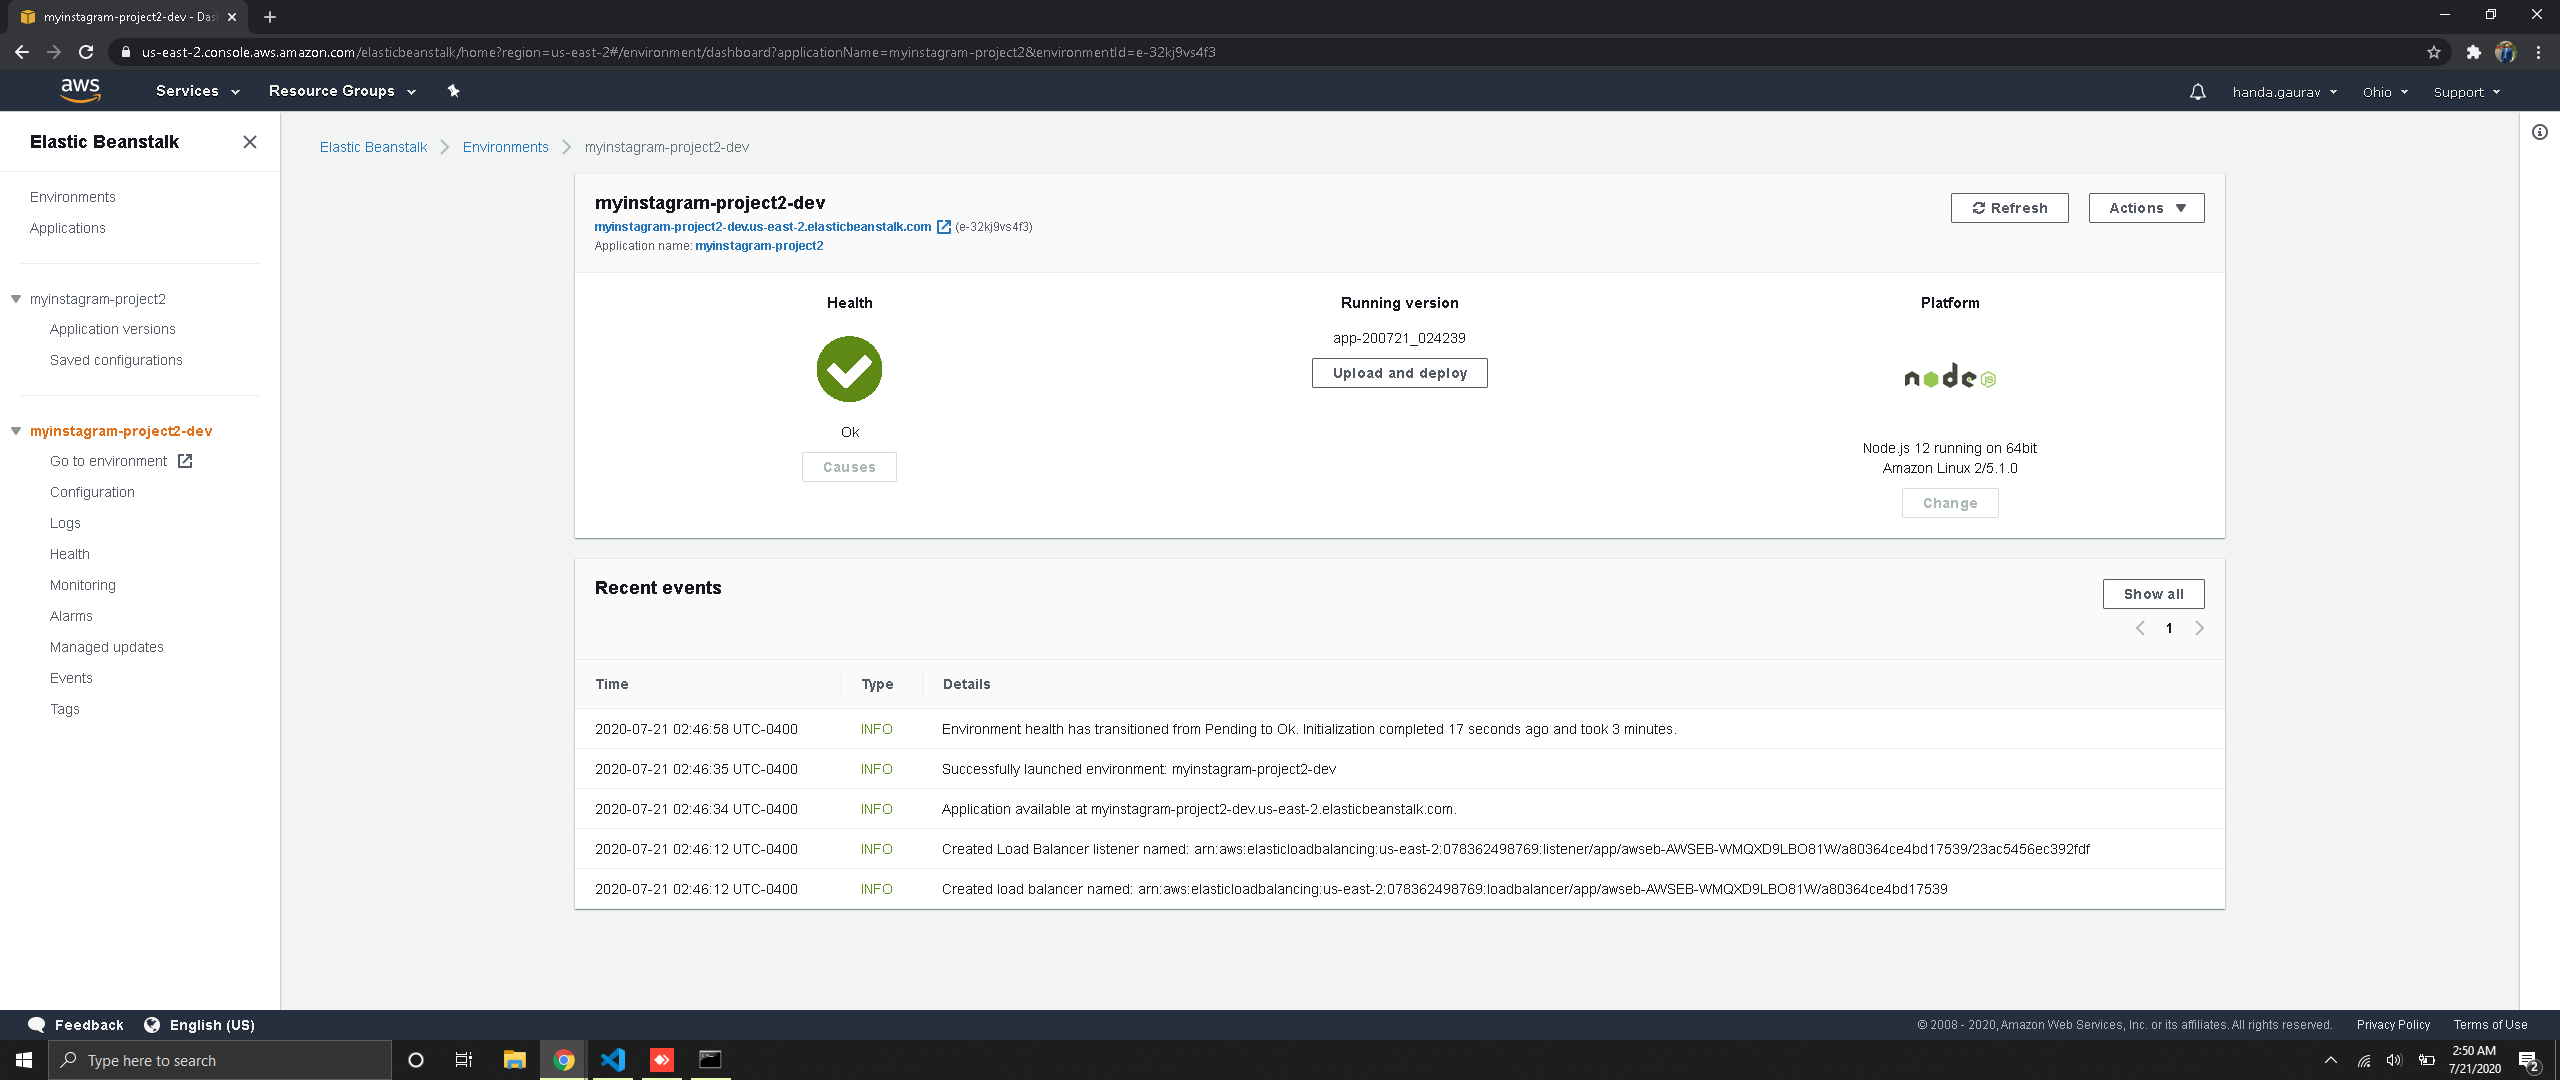 myinstagram-project2-dev - Das
us-east-2.console.aws.amazon.com/elasticbeanstalk/home?region=us-east-2#/environment/dashboard?applicationName=myinstagram-project2&environmentId=e-32kj9vs4f3
aws
Services
Resource Groups
handa.gaurav
Ohio
Support
Elastic Beanstalk
Environments
Applications
myinstagram-project2
Application versions
Saved configurations
myinstagram-project2-dev
Go to environment
Configuration
Logs
Health
Monitoring
Alarms
Managed updates
Events
Tags
Elastic Beanstalk
Environments
myinstagram-project2-dev
myinstagram-project2-dev
myinstagram-project2-dev.us-east-2.elasticbeanstalk.com (e-32kj9vs4f3)
Application name: myinstagram-project2
Refresh
Actions
Health
Ok
Causes
Running version
app-200721_024239
Upload and deploy
Platform
node JS
Node.js 12 running on 64bit
Amazon Linux 2/5.1.0
Change
Recent events
Show all
1
Time Type Details
2020-07-21 02:46:58 UTC-0400 INFO Environment health has transitioned from Pending to Ok. Initialization completed 17 seconds ago and took 3 minutes.
2020-07-21 02:46:35 UTC-0400 INFO Successfully launched environment: myinstagram-project2-dev
2020-07-21 02:46:34 UTC-0400 INFO Application available at myinstagram-project2-dev.us-east-2.elasticbeanstalk.com.
2020-07-21 02:46:12 UTC-0400 INFO Created Load Balancer listener named: arn:aws:elasticloadbalancing:us-east-2:078362498769:listener/app/awseb-AWSEB-WMQXD9LBO81W/a80364ce4bd17539/23ac5456ec392fdf
2020-07-21 02:46:12 UTC-0400 INFO Created load balancer named: arn:aws:elasticloadbalancing:us-east-2:078362498769:loadbalancer/app/awseb-AWSEB-WMQXD9LBO81W/a80364ce4bd17539
Feedback
English (US)
© 2008 - 2020, Amazon Web Services, Inc. or its affiliates. All rights reserved.
Privacy Policy
Terms of Use
Type here to search
2:50 AM
7/21/2020
2